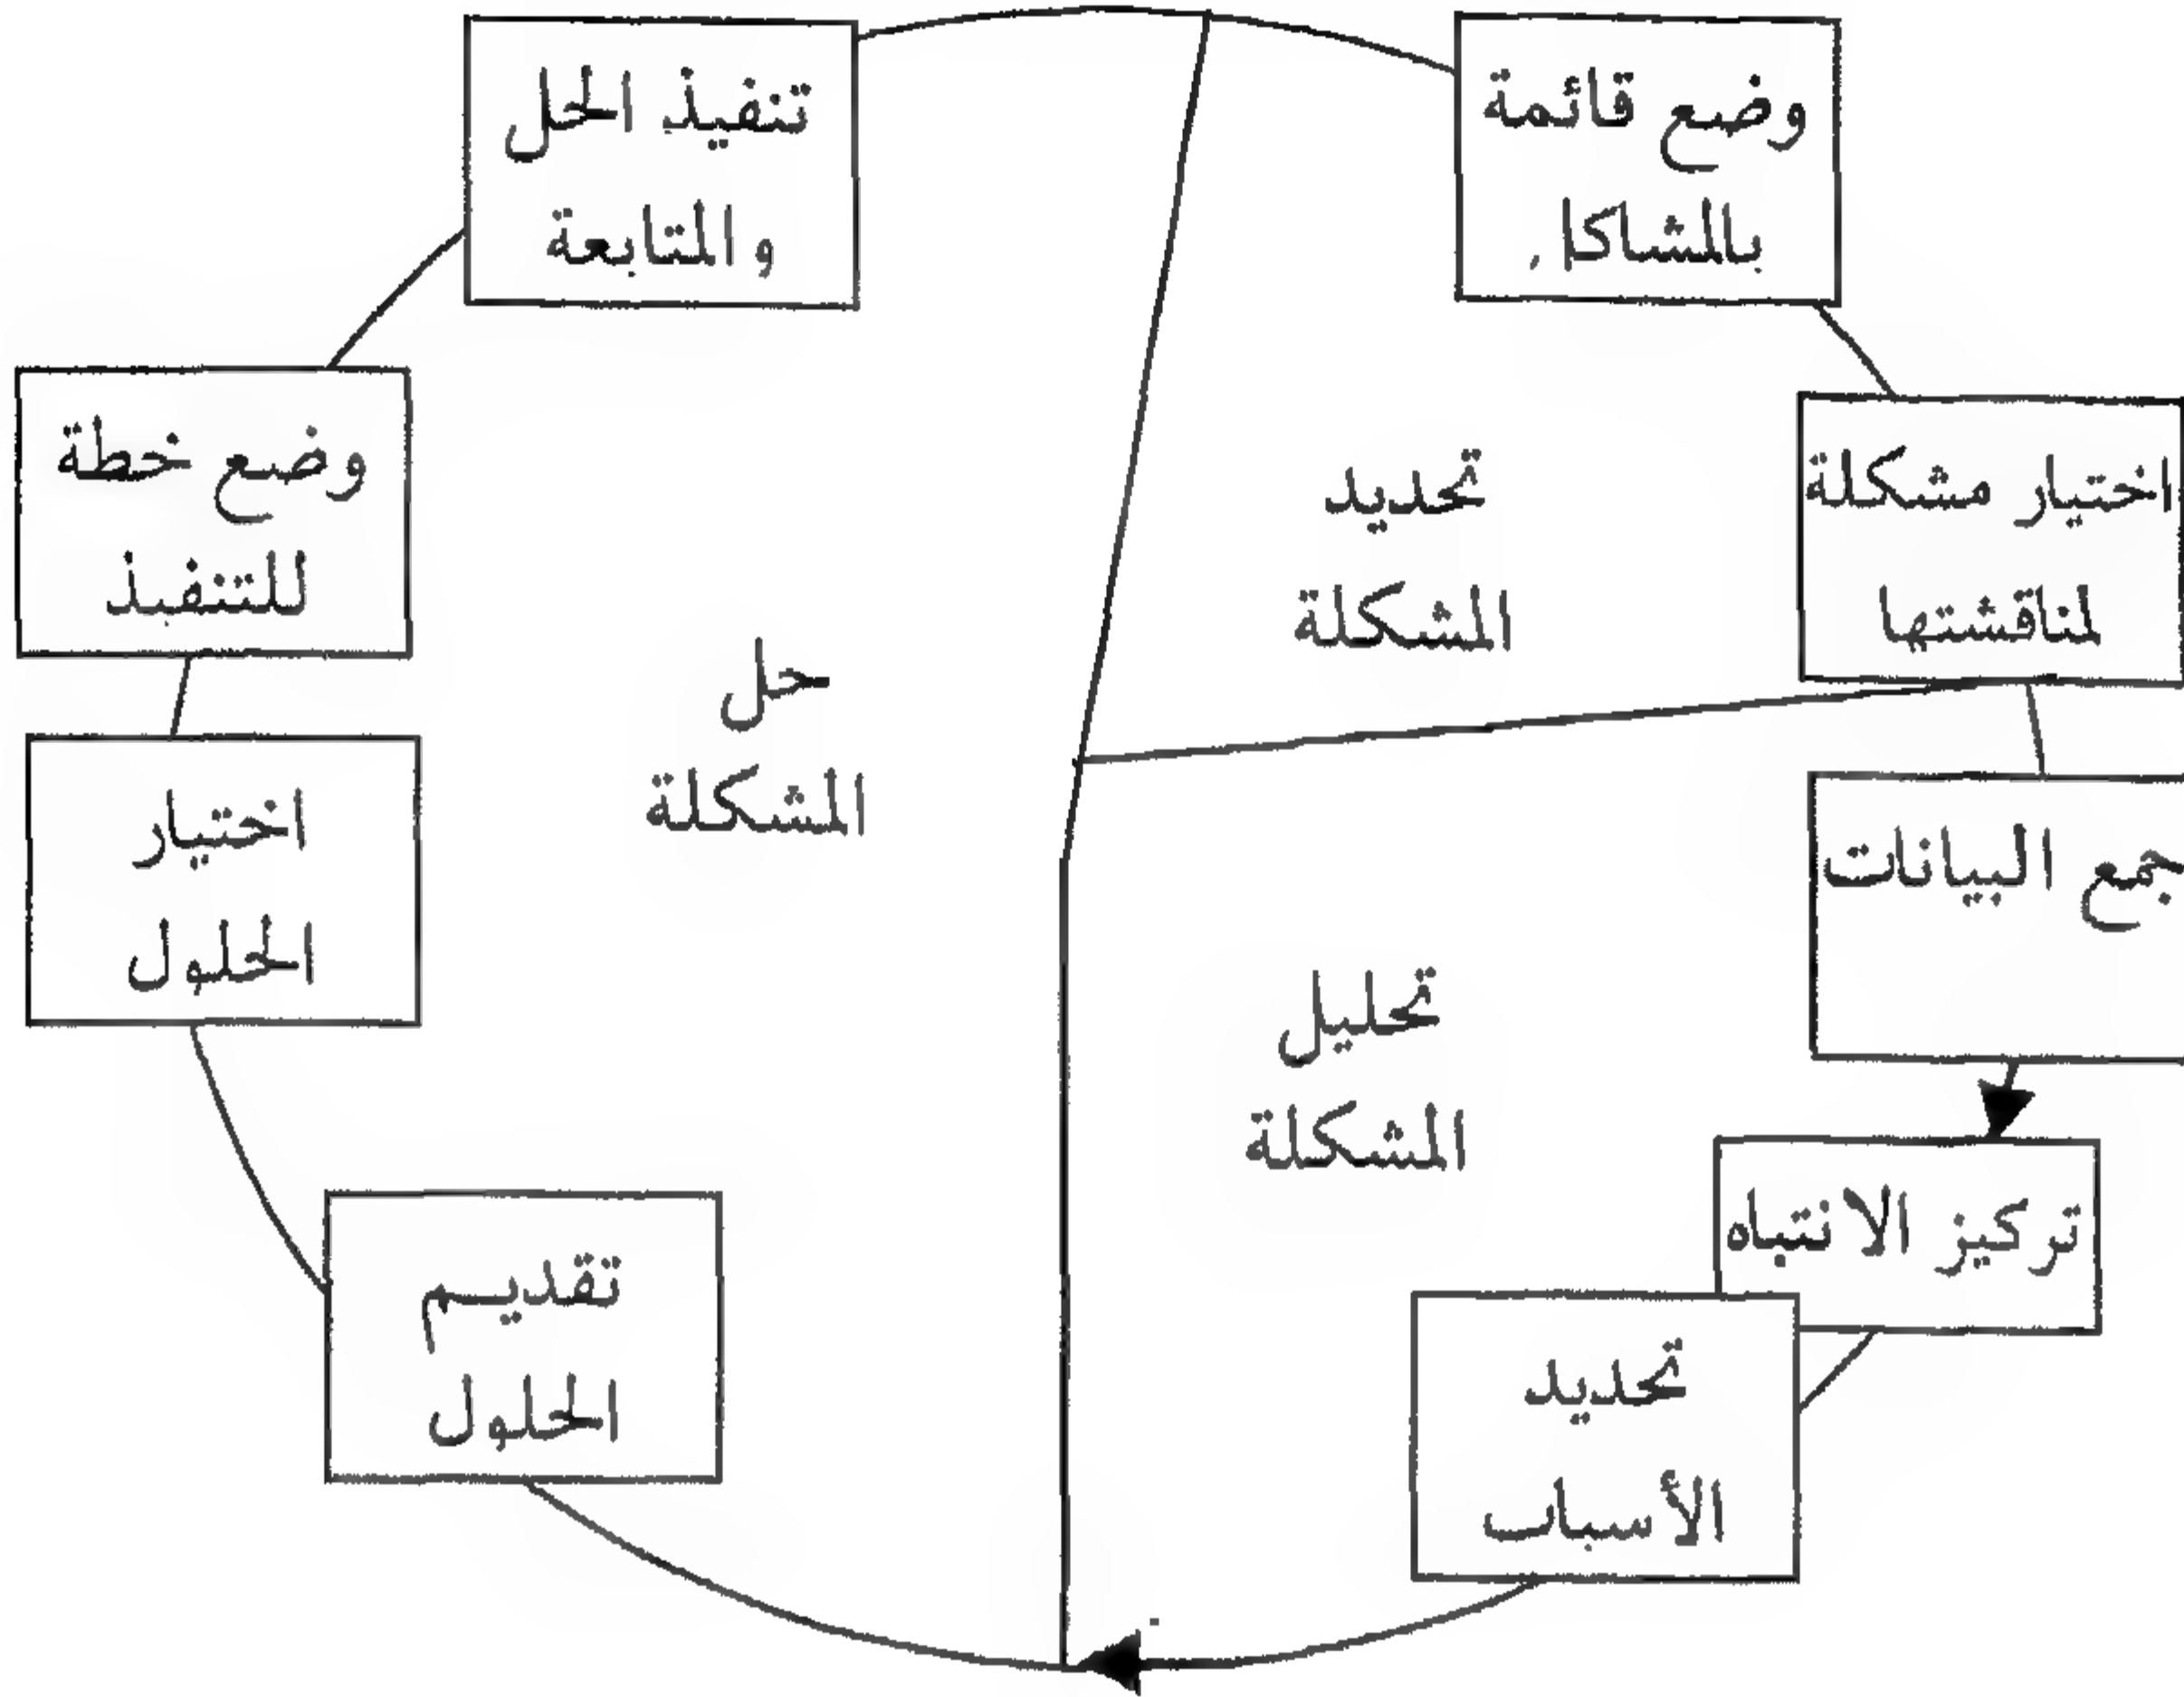 وضع قائمة
بالمشاكل
اختيار مشكلة
لمناقشتها
جمع البيانات
تركيز الانتباه
تحديد
الأسباب
تقديم
الحلول
اختيار
الحلول
وضع خطة
للتنفيذ
تنفيذ الحل
والمتابعة
تحديد
المشكلة
تحليل
المشكلة
حل
المشكلة